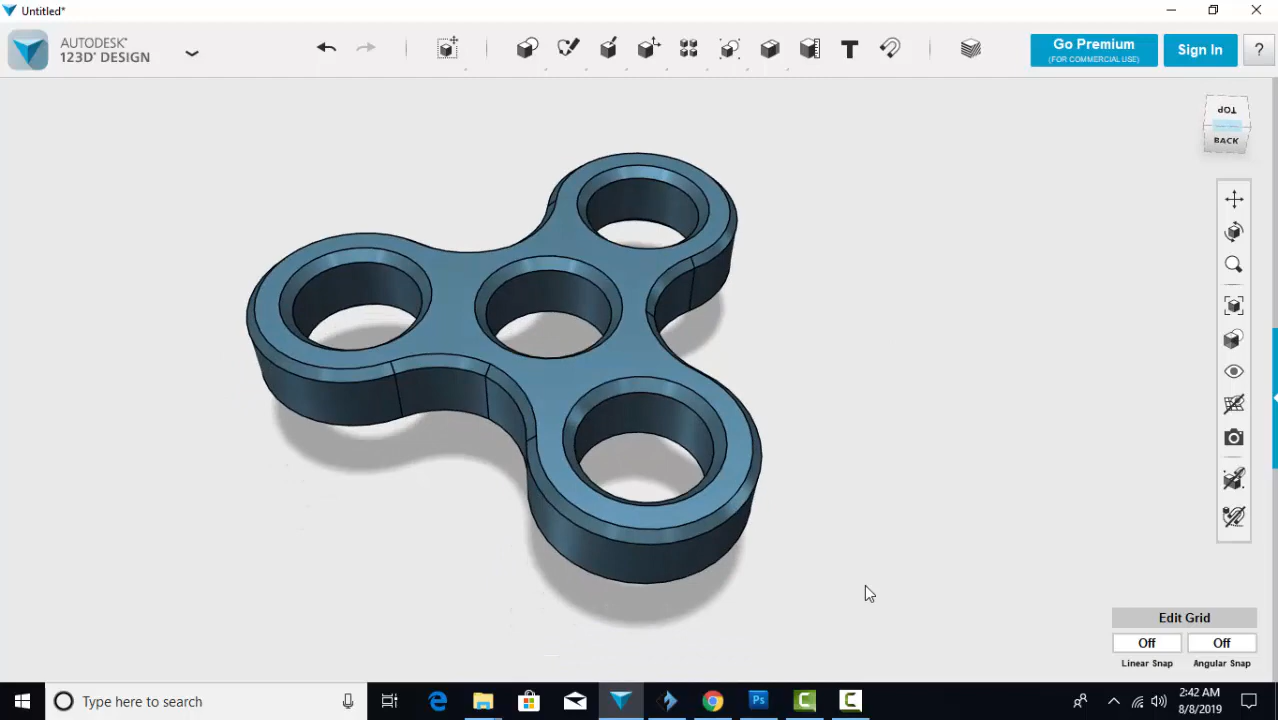 Untitled*
AUTODESK®
123D® DESIGN
T
Go Premium
(FOR COMMERCIAL USE)
Sign In
?
TOP
BACK
Edit Grid
Off
Off
Linear Snap
Angular Snap
Type here to search
e
Ps
C
C
2:42 AM
8/8/2019